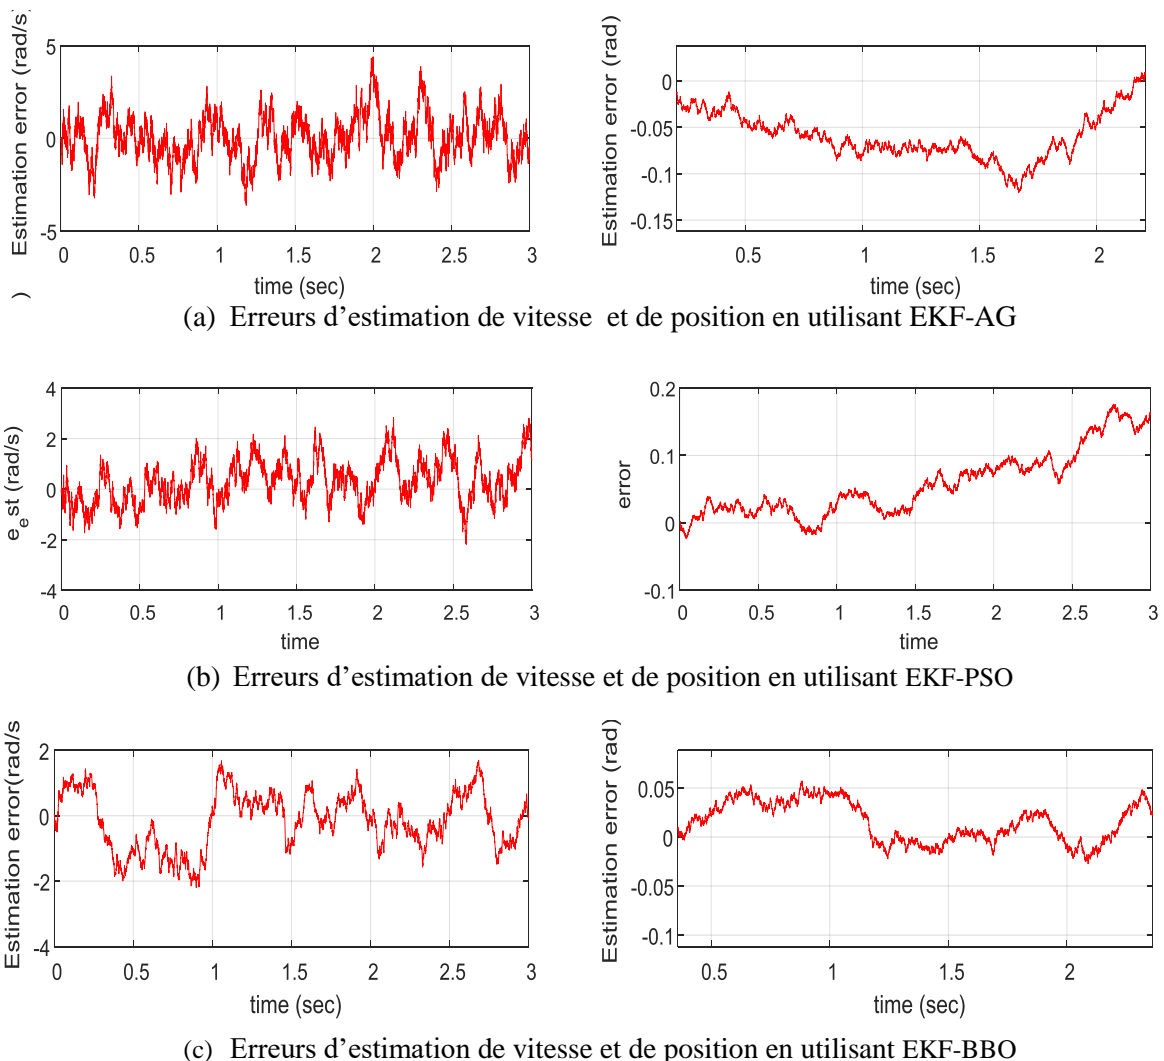 Estimation error (rad/s)
5
0
-5
0 0.5 1 1.5 2 2.5 3
time (sec)
Estimation error (rad)
0
-0.05
-0.1
-0.15
0.5 1 1.5 2
time (sec)
(a) Erreurs d’estimation de vitesse et de position en utilisant EKF-AG
e_est (rad/s)
4
2
0
-2
-4
0 0.5 1 1.5 2 2.5 3
time
error
0.2
0.1
0
-0.1
0 0.5 1 1.5 2 2.5 3
time
(b) Erreurs d’estimation de vitesse et de position en utilisant EKF-PSO
Estimation error(rad/s
2
0
-2
-4
0 0.5 1 1.5 2 2.5 3
time (sec)
Estimation error (rad)
0.05
0
-0.05
-0.1
0.5 1 1.5 2
time (sec)
(c) Erreurs d’estimation de vitesse et de position en utilisant EKF-BBO